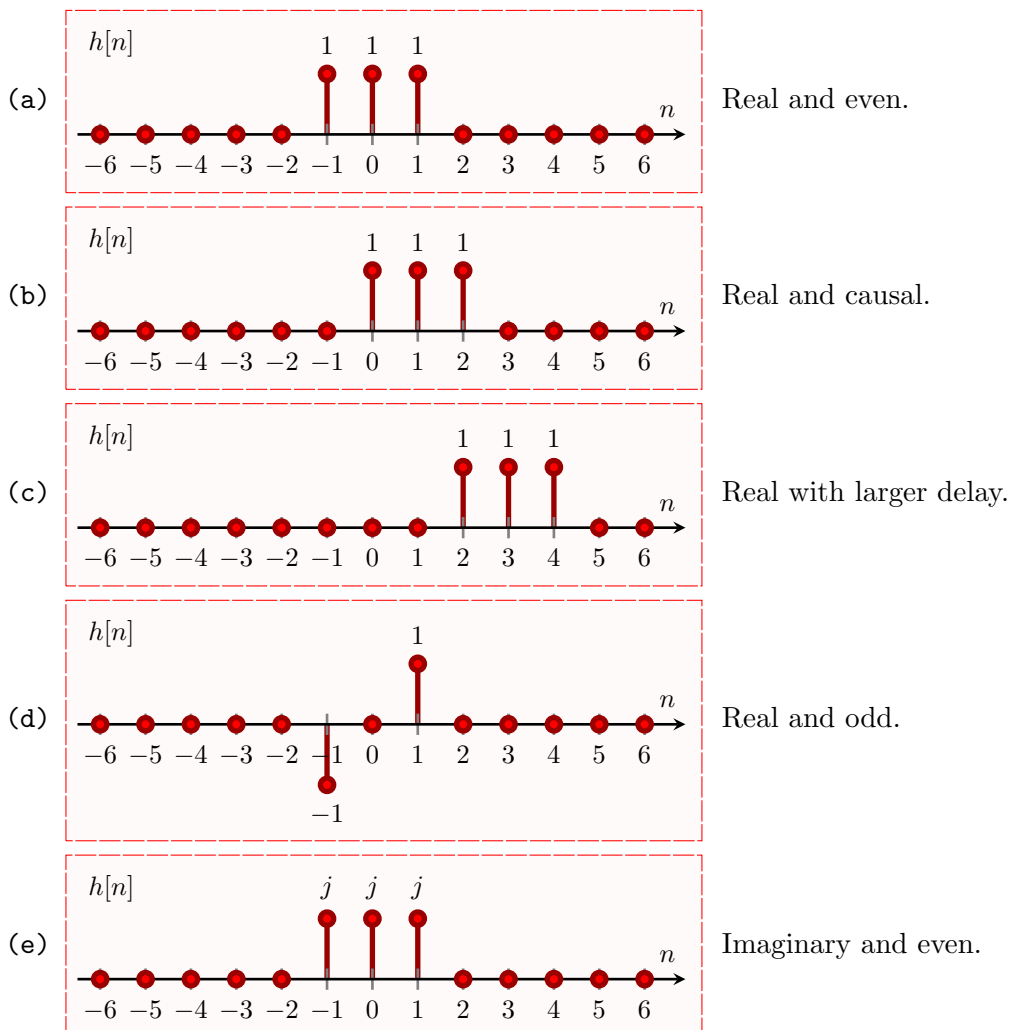 h[n]
1 1 1
(a)
n
Real and even.
−6 −5 −4 −3 −2 −1 0 1 2 3 4 5 6
h[n]
1 1 1
(b)
n
Real and causal.
−6 −5 −4 −3 −2 −1 0 1 2 3 4 5 6
h[n]
1 1 1
(c)
n
Real with larger delay.
−6 −5 −4 −3 −2 −1 0 1 2 3 4 5 6
h[n]
1
(d)
n
Real and odd.
−6 −5 −4 −3 −2 −1 0 1 2 3 4 5 6
−1
h[n]
j j j
(e)
n
Imaginary and even.
−6 −5 −4 −3 −2 −1 0 1 2 3 4 5 6